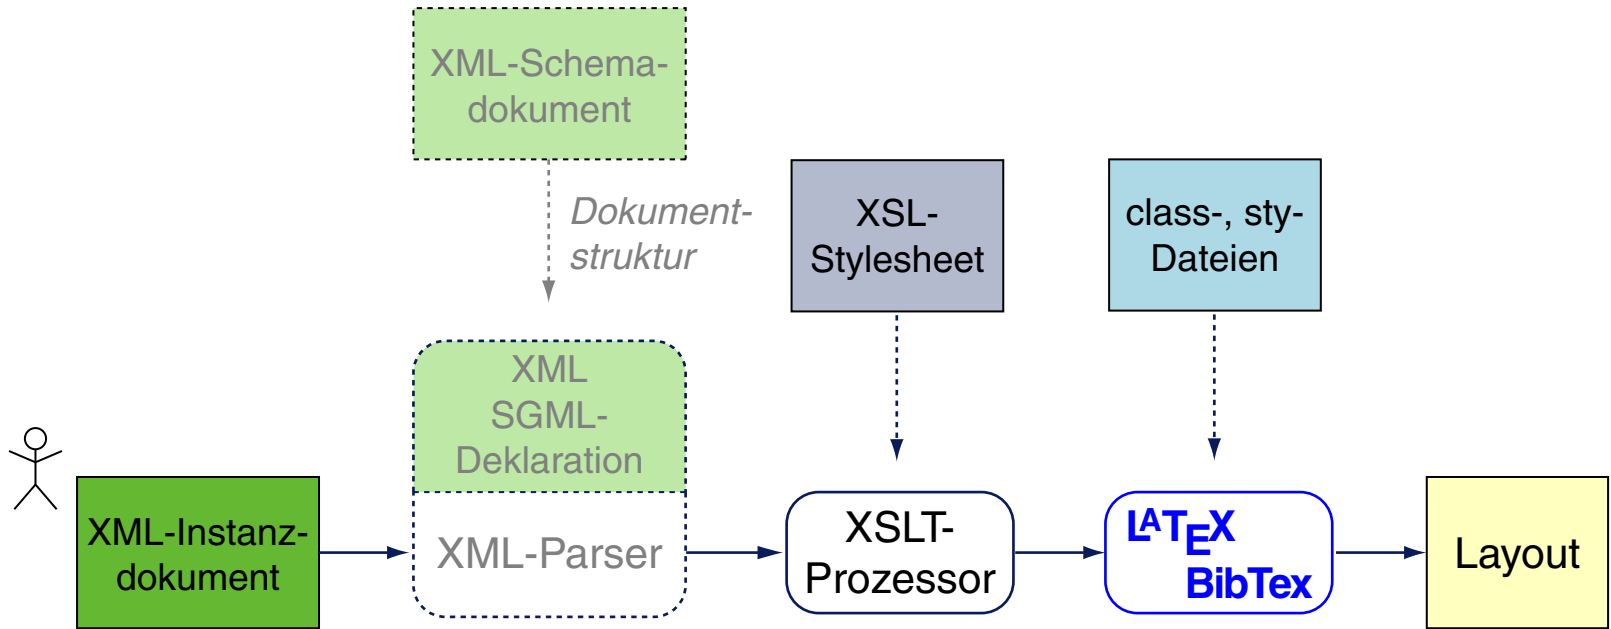 XML-Schema-
dokument
Dokument-
struktur
XSL-
Stylesheet
class-, sty-
Dateien
XML
SGML-
Deklaration
XML-Parser
XML-Instanz-
dokument
XSLT-
Prozessor
LATEX
BibTex
Layout